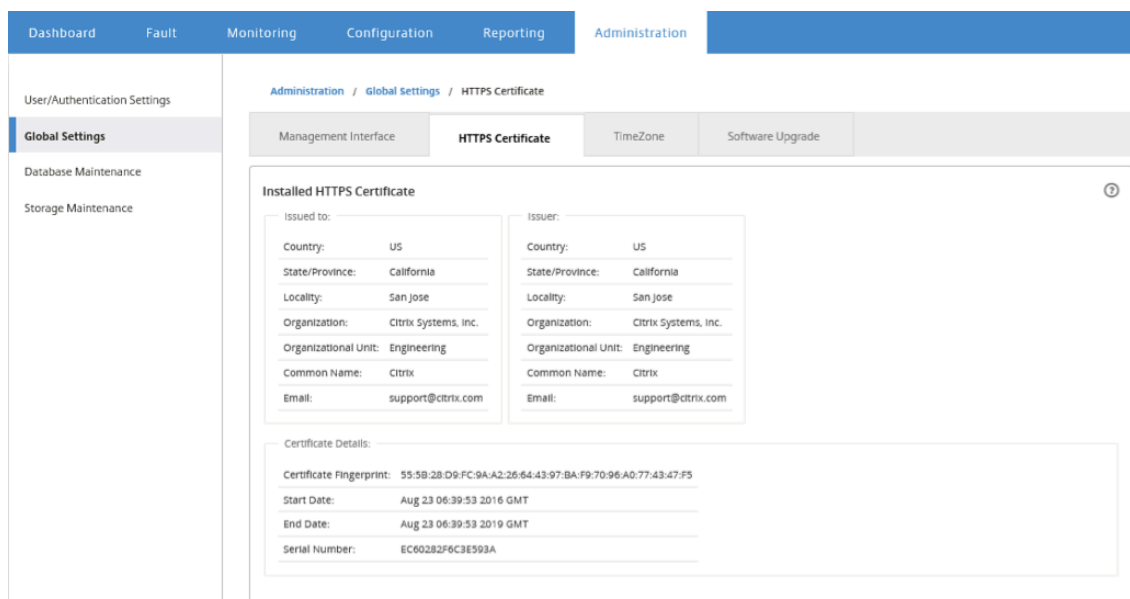 Dashboard Fault Monitoring Configuration Reporting Administration
User/Authentication Settings
Global Settings
Database Maintenance
Storage Maintenance
Administration / Global Settings / HTTPS Certificate
Management Interface HTTPS Certificate TimeZone Software Upgrade
Installed HTTPS Certificate ?
Issued to:
Country: US
State/Province: California
Locality: San Jose
Organization: Citrix Systems, Inc.
Organizational Unit: Engineering
Common Name: Citrix
Email: support@citrix.com
Issuer:
Country: US
State/Province: California
Locality: San Jose
Organization: Citrix Systems, Inc.
Organizational Unit: Engineering
Common Name: Citrix
Email: support@citrix.com
Certificate Details:
Certificate Fingerprint: 55:5B:28:D9:FC:9A:A2:26:64:43:97:BA:F9:70:96:A0:77:43:47:F5
Start Date: Aug 23 06:39:53 2016 GMT
End Date: Aug 23 06:39:53 2019 GMT
Serial Number: EC60282F6C3E593A